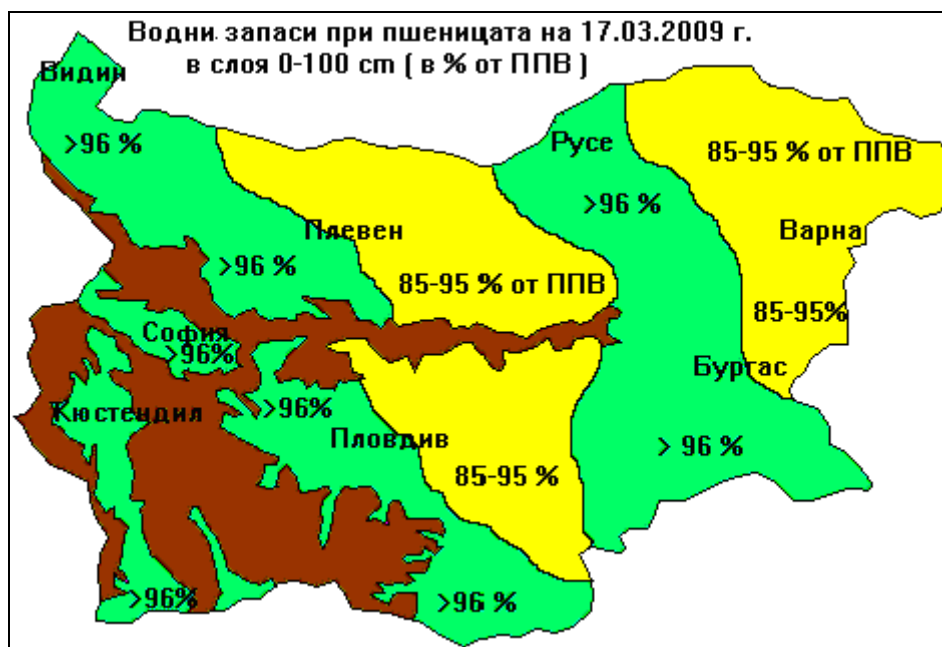 Водни запаси при пшеницата на 17.03.2009 г.
в слоя 0-100 cm ( в % от ППВ )
Видин
>96 %
Русе
85-95 % от ППВ
>96 %
Плевен
Варна
>96 %
85-95 % от ППВ
85-95%
София
>96%
Бургас
Кюстендил
>96%
Пловдив
> 96 %
85-95 %
>96%
>96 %